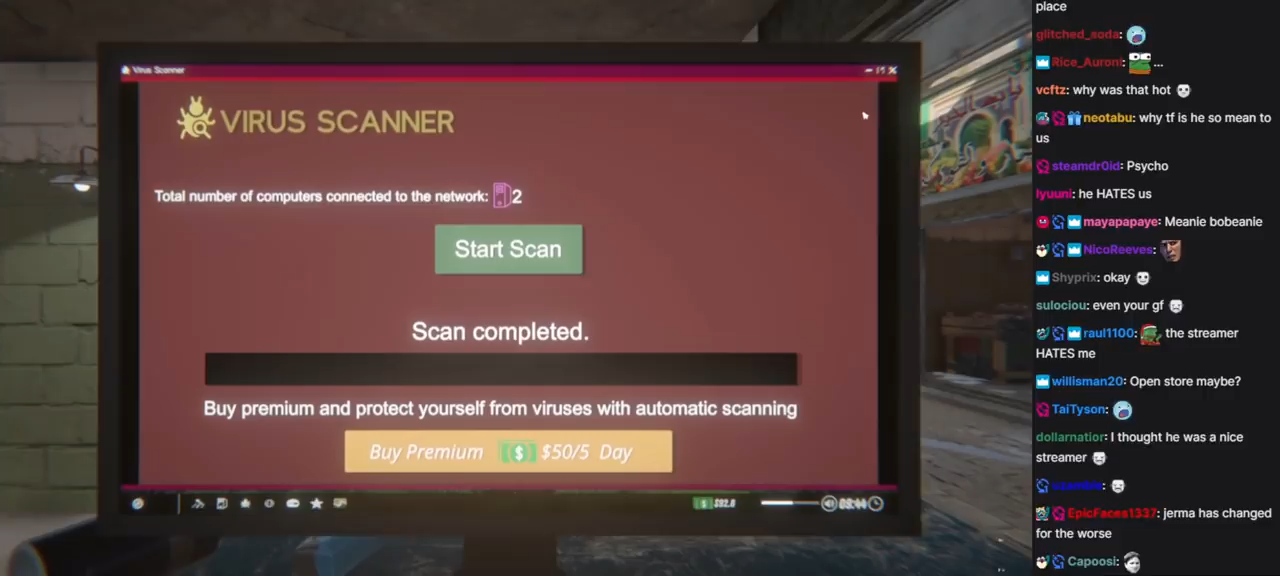 Virus Scanner
VIRUS SCANNER
Total number of computers connected to the network: 2
Start Scan
Scan completed.
Buy premium and protect yourself from viruses with automatic scanning
Buy Premium $50/5 Day
place
glitched_soda:
Rice_Auroni: ...
vcftz: why was that hot
neotabu: why tf is he so mean to
us
steamdr0id: Psycho
lyuuni: he HATES us
mayapapaye: Meanie bobeanie
NicoReeves:
Shyprix: okay
sulociou: even your gf
raul1100: the streamer
HATES me
willisman20: Open store maybe?
TaiTyson:
dollarnatior: I thought he was a nice
streamer
EpicFaces1337: jerma has changed
for the worse
Capoosi: